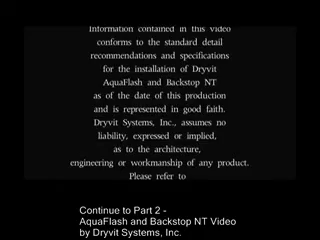 Information contained in this video
conforms to the standard detail
recommendations and specifications
for the installation of Dryvit
AquaFlash and Backstop NT
as of the date of this production
and is represented in good faith.
Dryvit Systems, Inc., assumes no
liability, expressed or implied,
as to the architecture,
engineering or workmanship of any product.
Please refer to
Continue to Part 2 -
AquaFlash and Backstop NT Video
by Dryvit Systems, Inc.